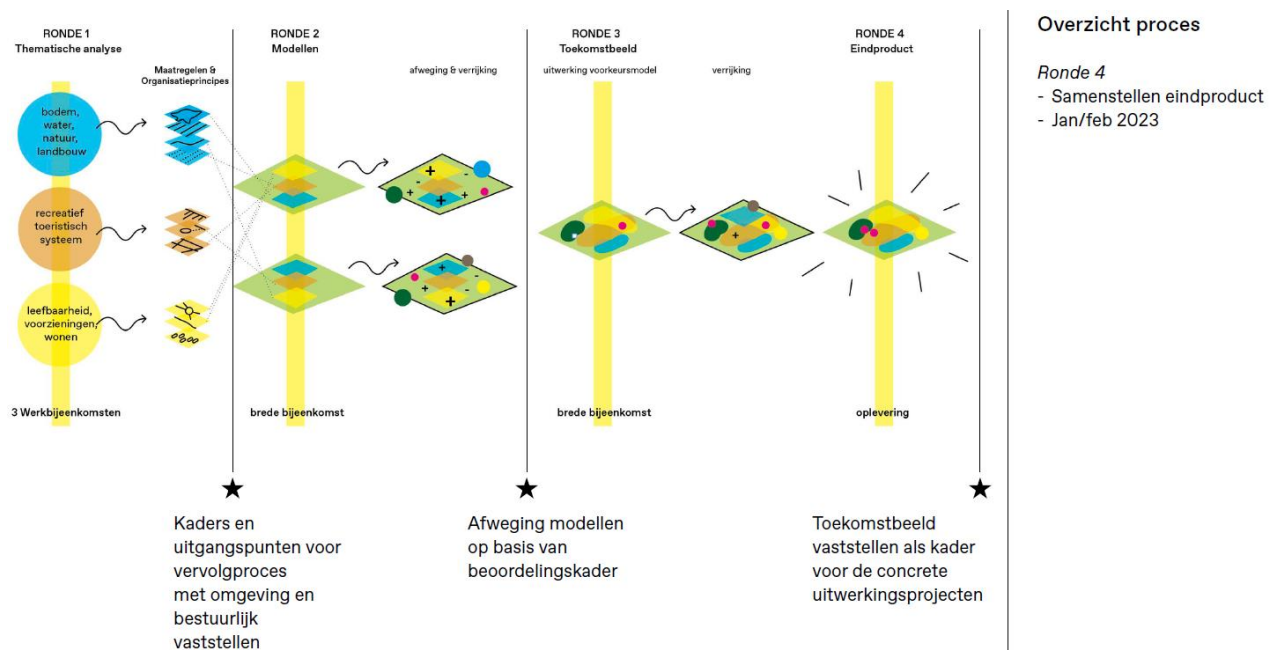 RONDE 1
Thematische analyse
Maatregelen &
Organisatieprincipes
bodem,
water,
natuur,
landbouw
recreatief
toeristisch
systeem
leefbaarheid,
voorzieningen,
wonen
3 Werkbijeenkomsten
RONDE 2
Modellen
afweging & verrijking
brede bijeenkomst
RONDE 3
Toekomstbeeld
uitwerking voorkeursmodel
verrijking
brede bijeenkomst
RONDE 4
Eindproduct
oplevering
Kaders en
uitgangspunten voor
vervolgproces
met omgeving en
bestuurlijk
vaststellen
Afweging modellen
op basis van
beoordelingskader
Toekomstbeeld
vaststellen als kader
voor de concrete
uitwerkingsprojecten
Overzicht proces
Ronde 4
- Samenstellen eindproduct
- Jan/feb 2023